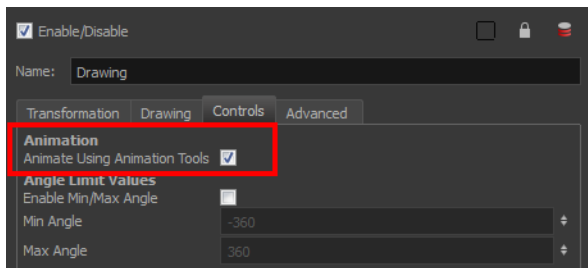 Enable/Disable
Name: Drawing
Transformation Drawing Controls Advanced
Animation
Animate Using Animation Tools
Angle Limit Values
Enable Min/Max Angle
Min Angle -360
Max Angle 360